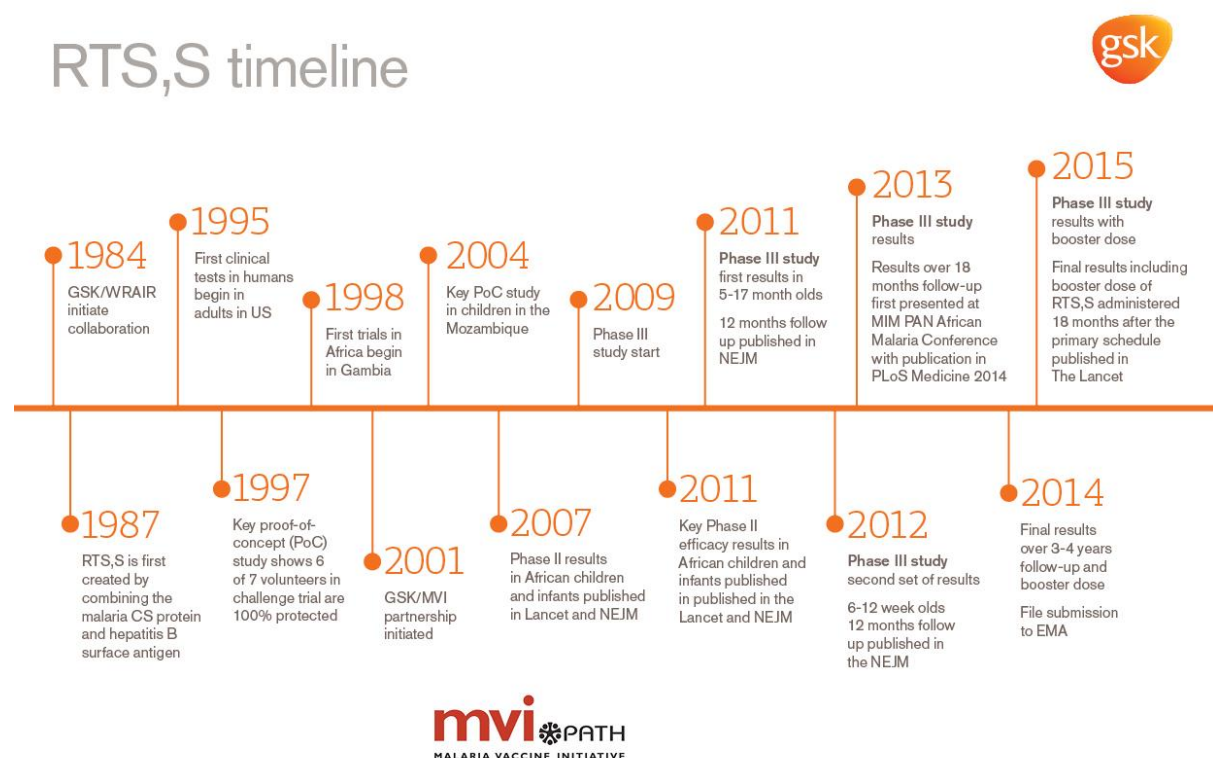 RTS,S timeline
gsk
1984
GSK/WRAIR
initiate
collaboration
1987
RTS,S is first
created by
combining the
malaria CS protein
and hepatitis B
surface antigen
1995
First clinical
tests in humans
begin in
adults in US
1997
Key proof-of-
concept (PoC)
study shows 6
of 7 volunteers in
challenge trial are
100% protected
1998
First trials in
Africa begin
in Gambia
2001
GSK/MVI
partnership
initiated
2004
Key PoC study
in children in the
Mozambique
2007
Phase II results
in African children
and infants published
in Lancet and NEJM
2009
Phase III
study start
2011
Key Phase II
efficacy results in
African children and
infants published
in published in the
Lancet and NEJM
2011
Phase III study
first results in
5-17 month olds
12 months follow
up published in
NEJM
2012
Phase III study
second set of results
6-12 week olds
12 months follow
up published in
the NEJM
2013
Phase III study
results
Results over 18
months follow-up
first presented at
MIM PAN African
Malaria Conference
with publication in
PLoS Medicine 2014
2014
Final results
over 3-4 years
follow-up and
booster dose
File submission
to EMA
2015
Phase III study
results with
booster dose
Final results including
booster dose of
RTS,S administered
18 months after the
primary schedule
published in
The Lancet
mvi PATH
MALARIA VACCINE INITIATIVE